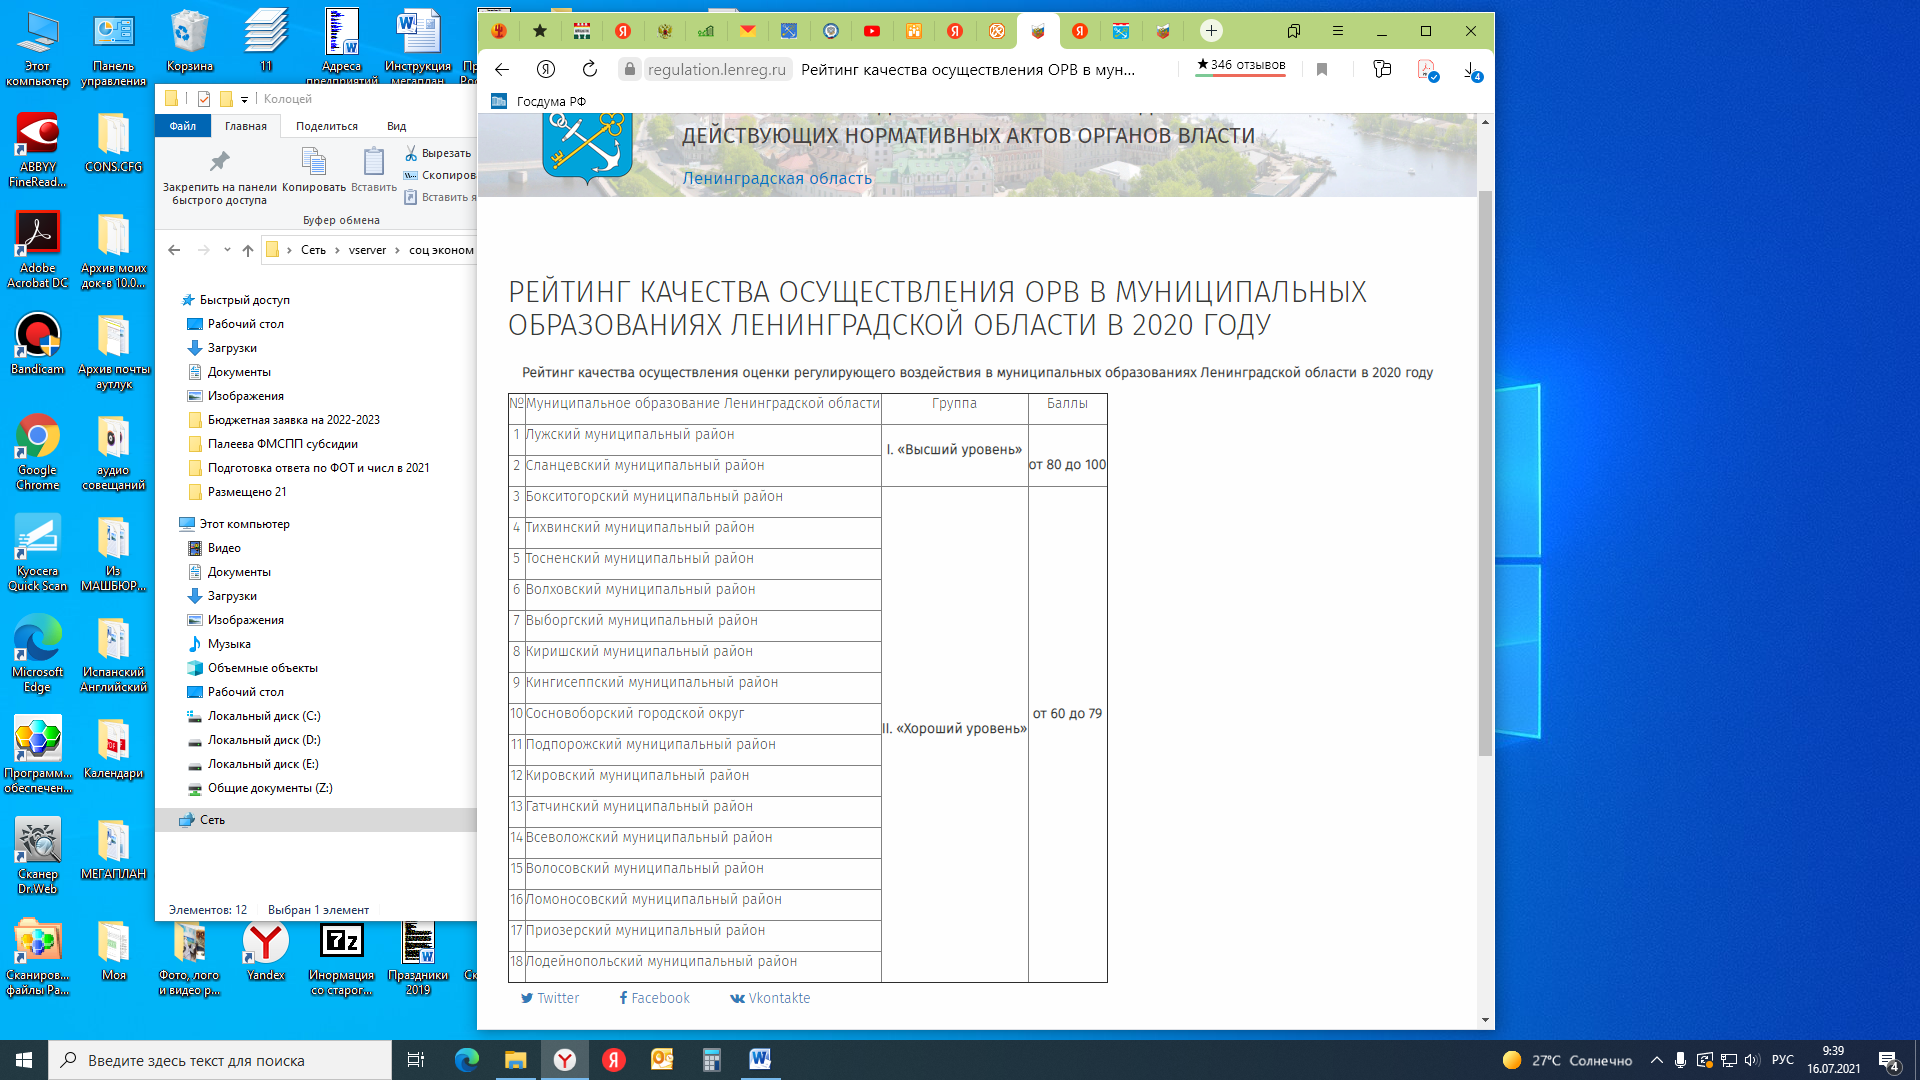 Этот компьютер
Панель управления
Корзина
11
Адреса предприятий
Инструкция мегаплан
ABBYY FineRead...
CONS.CFG
Adobe Acrobat DC
Архив моих док-в 10.0...
Bandicam
Архив почты аутлук
Google Chrome
аудио совещаний
Kyocera Quick Scan
Из МАШБЮР...
Microsoft Edge
Испанский Английский
Программ... обеспечен...
Календари
Сканер Dr.Web
МЕГАПЛАН
Сканиров... файлы Ра...
Моя
Фото, лого и видео р...
Yandex
Инормация со старог...
Праздники 2019
Колоцей
Файл Главная Поделиться Вид
Закрепить на панели быстрого доступа
Копировать
Вставить
Вырезать
Скопирова
Вставить я
Буфер обмена
Сеть › vserver › соц эконом
Быстрый доступ
Рабочий стол
Загрузки
Документы
Изображения
Бюджетная заявка на 2022-2023
Палеева ФМСПП субсидии
Подготовка ответа по ФОТ и числ в 2021
Размещено 21
Этот компьютер
Видео
Документы
Загрузки
Изображения
Музыка
Объемные объекты
Рабочий стол
Локальный диск (C:)
Локальный диск (D:)
Локальный диск (E:)
Общие документы (Z:)
Сеть
Элементов: 12 Выбран 1 элемент
regulation.lenreg.ru Рейтинг качества осуществления ОРВ в мун...
★346 отзывов
4
Госдума РФ
ДЕЙСТВУЮЩИХ НОРМАТИВНЫХ АКТОВ ОРГАНОВ ВЛАСТИ
Ленинградская область
РЕЙТИНГ КАЧЕСТВА ОСУЩЕСТВЛЕНИЯ ОРВ В МУНИЦИПАЛЬНЫХ
ОБРАЗОВАНИЯХ ЛЕНИНГРАДСКОЙ ОБЛАСТИ В 2020 ГОДУ
Рейтинг качества осуществления оценки регулирующего воздействия в муниципальных образованиях Ленинградской области в 2020 году
№ Муниципальное образование Ленинградской области Группа Баллы
1 Лужский муниципальный район
I. «Высший уровень»
2 Сланцевский муниципальный район от 80 до 100
3 Бокситогорский муниципальный район
4 Тихвинский муниципальный район
5 Тосненский муниципальный район
6 Волховский муниципальный район
7 Выборгский муниципальный район
8 Киришский муниципальный район
9 Кингисеппский муниципальный район
10 Сосновоборский городской округ от 60 до 79
II. «Хороший уровень»
11 Подпорожский муниципальный район
12 Кировский муниципальный район
13 Гатчинский муниципальный район
14 Всеволожский муниципальный район
15 Волосовский муниципальный район
16 Ломоносовский муниципальный район
17 Приозерский муниципальный район
18 Лодейнопольский муниципальный район
Twitter Facebook Vkontakte
Введите здесь текст для поиска
27°C Солнечно
РУС
9:39
16.07.2021
4